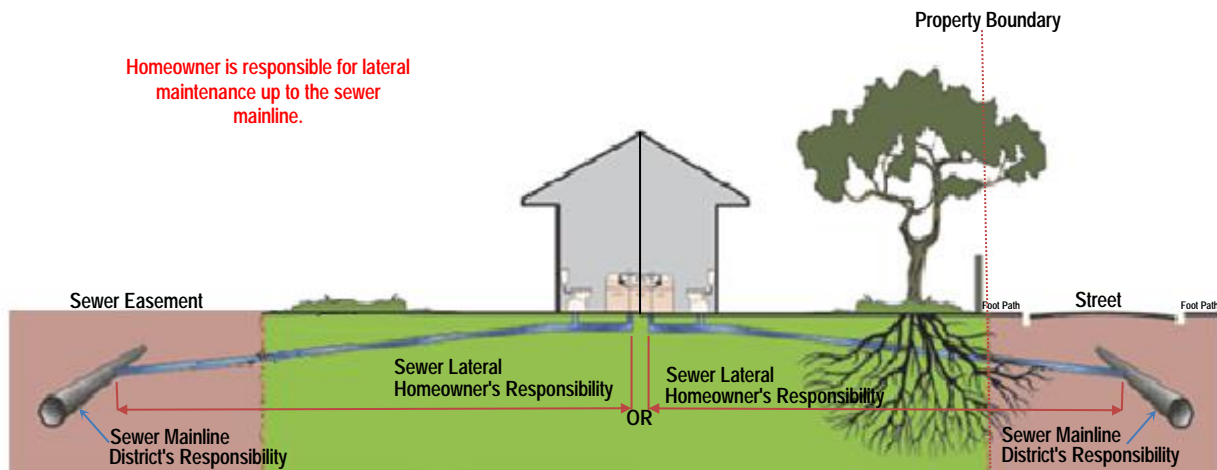 Property Boundary
Homeowner is responsible for lateral
maintenance up to the sewer
mainline.
Sewer Easement
Foot Path
Street
Foot Path
Sewer Lateral
Homeowner's Responsibility
Sewer Lateral
Homeowner's Responsibility
OR
Sewer Mainline
District's Responsibility
Sewer Mainline
District's Responsibility